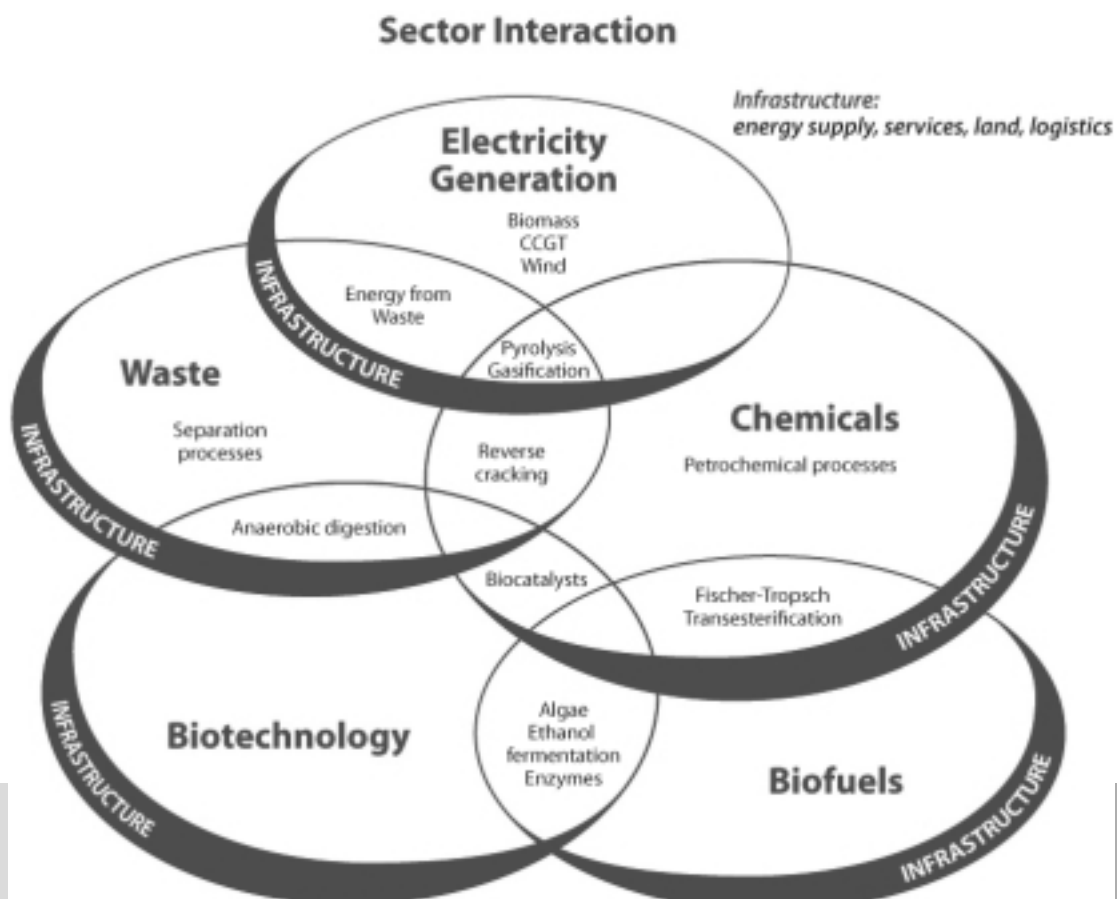 Sector Interaction
Infrastructure:
energy supply, services, land, logistics
Electricity
Generation
Biomass
CCGT
Wind
INFRASTRUCTURE
Energy from
Waste
Pyrolysis
Gasification
Waste
Separation
processes
INFRASTRUCTURE
Chemicals
Petrochemical processes
INFRASTRUCTURE
Reverse
cracking
Anaerobic digestion
Biocatalysts
Fischer-Tropsch
Transesterification
Biotechnology
INFRASTRUCTURE
Algae
Ethanol
fermentation
Enzymes
Biofuels
INFRASTRUCTURE